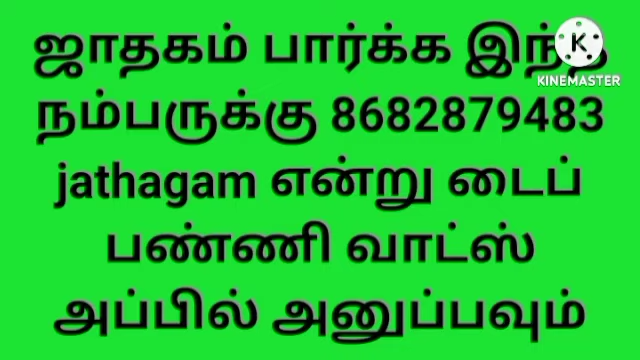 ஜாதகம் பார்க்க இந்த
நம்பருக்கு 8682879483
jathagam என்று டைப்
பண்ணி வாட்ஸ்
அப்பில் அனுப்பவும்
K
KINEMASTER